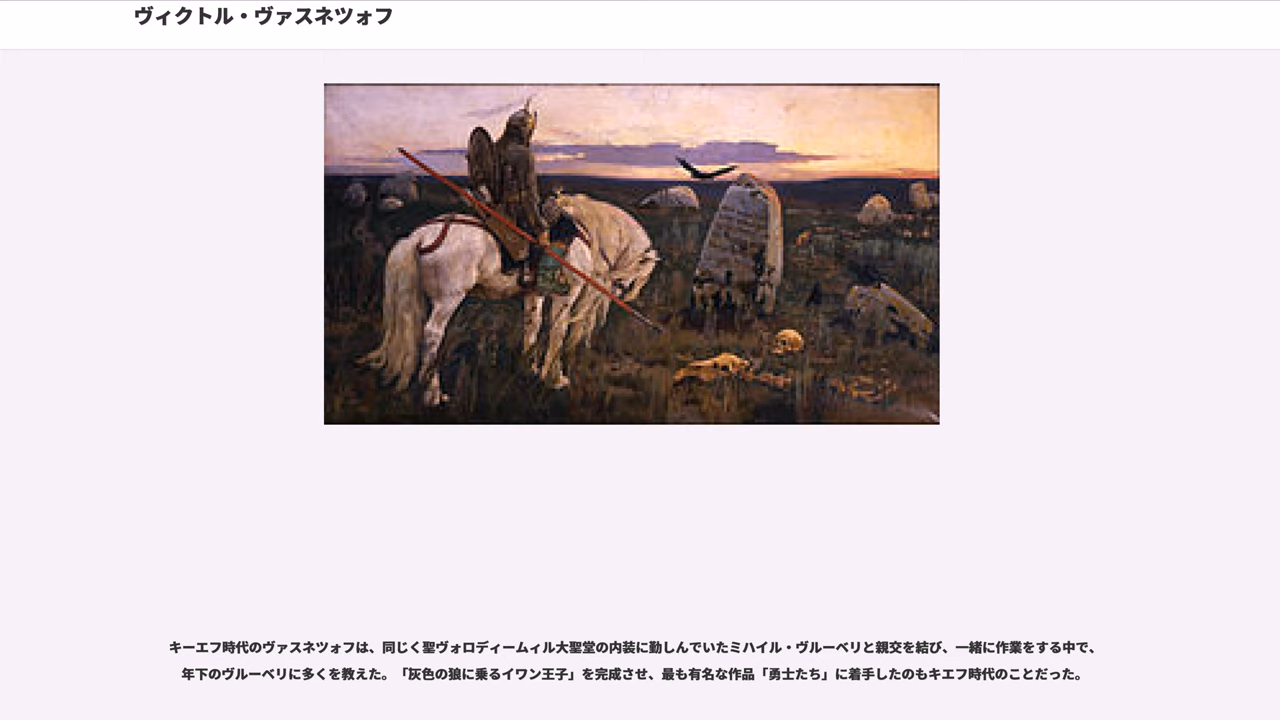 ヴィクトル・ヴァスネツォフ
キーエフ時代のヴァスネツォフは、同じく聖ヴォロディームィル大聖堂の内装に勤しんでいたミハイル・ヴルーベリと親交を結び、一緒に作業をする中で、
年下のヴルーベリに多くを教えた。「灰色の狼に乗るイワン王子」を完成させ、最も有名な作品「勇士たち」に着手したのもキエフ時代のことだった。